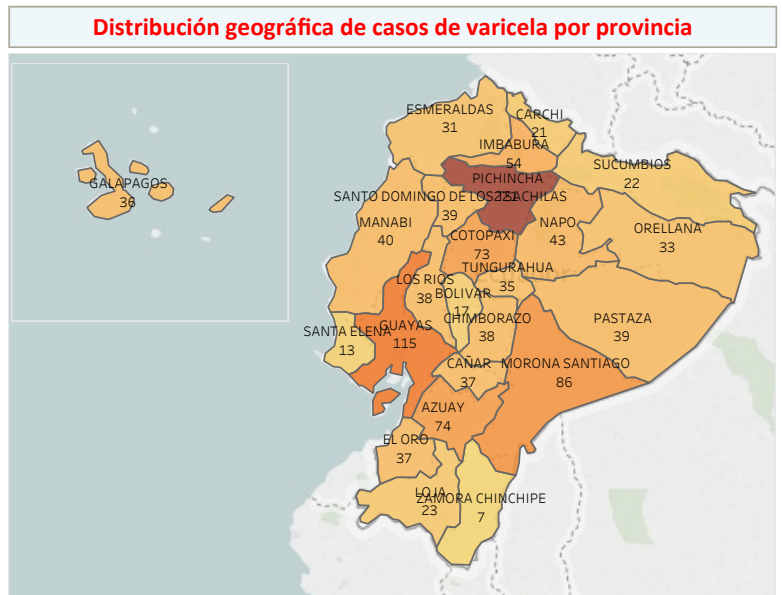 Distribución geográfica de casos de varicela por provincia
ESMERALDAS
31
CARCHI
21
IMBABURA
54
SUCUMBIOS
22
GALAPAGOS
36
PICHINCHA
SANTO DOMINGO DE LOS TSACHILAS
39
MANABI
40
NAPO
43
ORELLANA
33
COTOPAXI
73
TUNGURAHUA
35
LOS RIOS
38
BOLIVAR
17
CHIMBORAZO
38
PASTAZA
39
SANTA ELENA
13
GUAYAS
115
CAÑAR
37
MORONA SANTIAGO
86
AZUAY
74
EL ORO
37
LOJA
23
ZAMORA CHINCHIPE
7